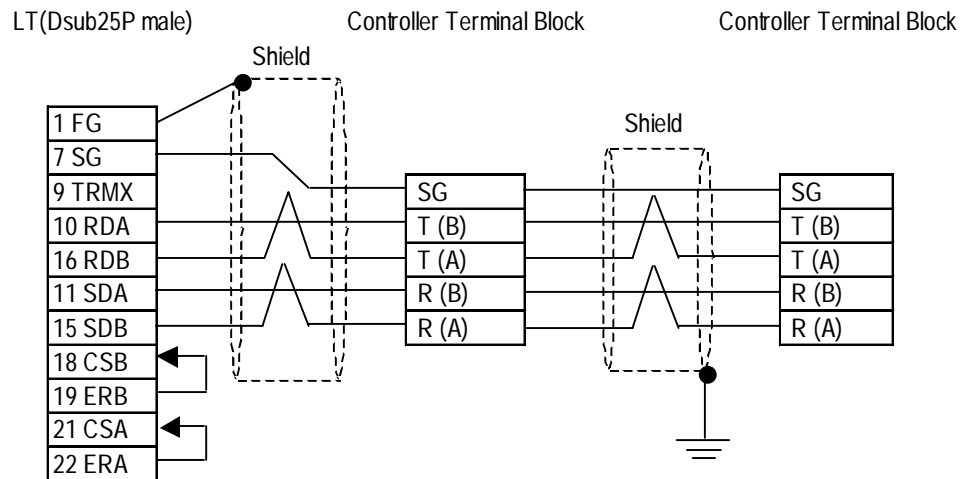 LT(Dsub25P male)
Controller Terminal Block
Controller Terminal Block
Shield
Shield
1 FG
7 SG
9 TRMX
10 RDA
16 RDB
11 SDA
15 SDB
18 CSB
19 ERB
21 CSA
22 ERA
SG
T (B)
T (A)
R (B)
R (A)
SG
T (B)
T (A)
R (B)
R (A)